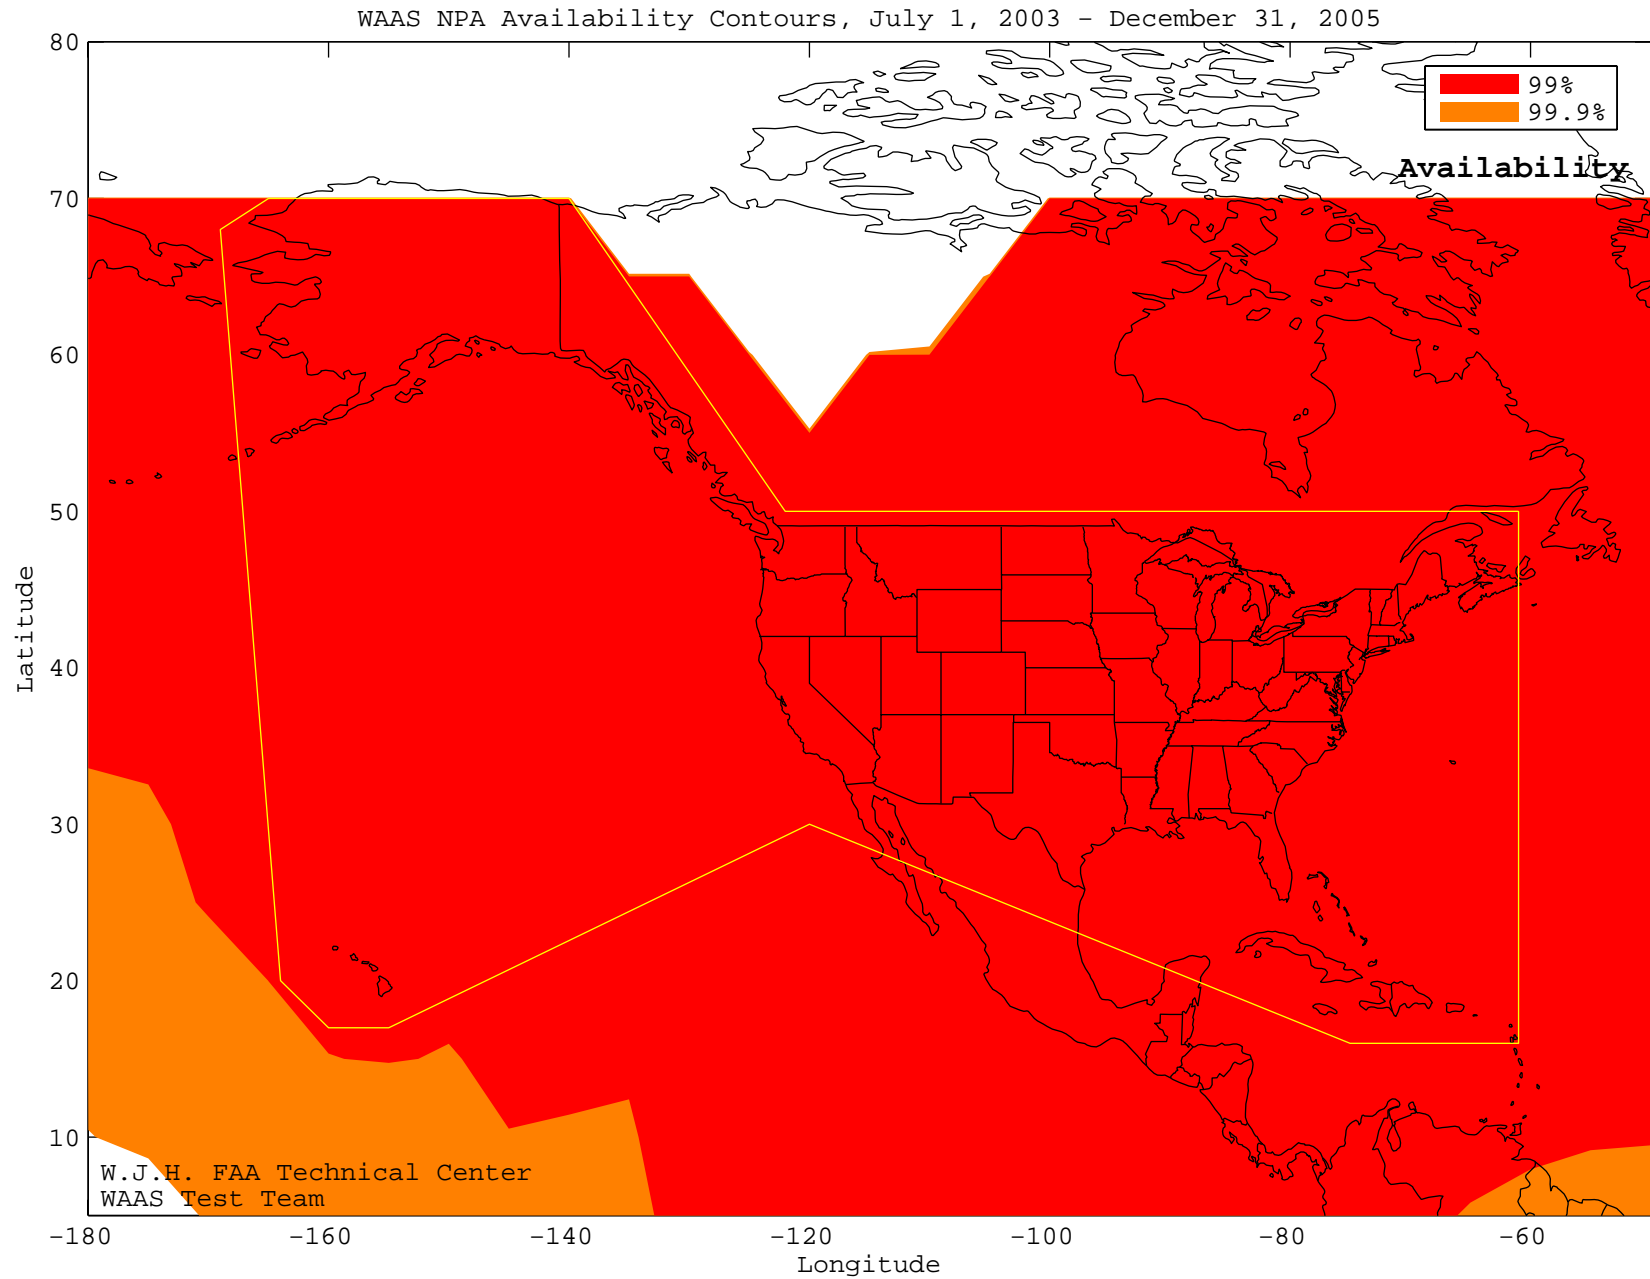 WAAS NPA Availability Contours, July 1, 2003 − December 31, 2005
80
70
60
50
40
30
20
10
Latitude
99%
99.9%
Availability
W.J.H. FAA Technical Center
WAAS Test Team
−180 −160 −140 −120 −100 −80 −60
Longitude